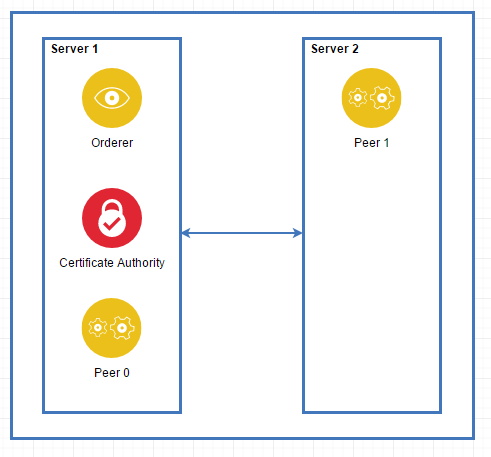 Server 1
Orderer
Certificate Authority
Peer 0
Server 2
Peer 1